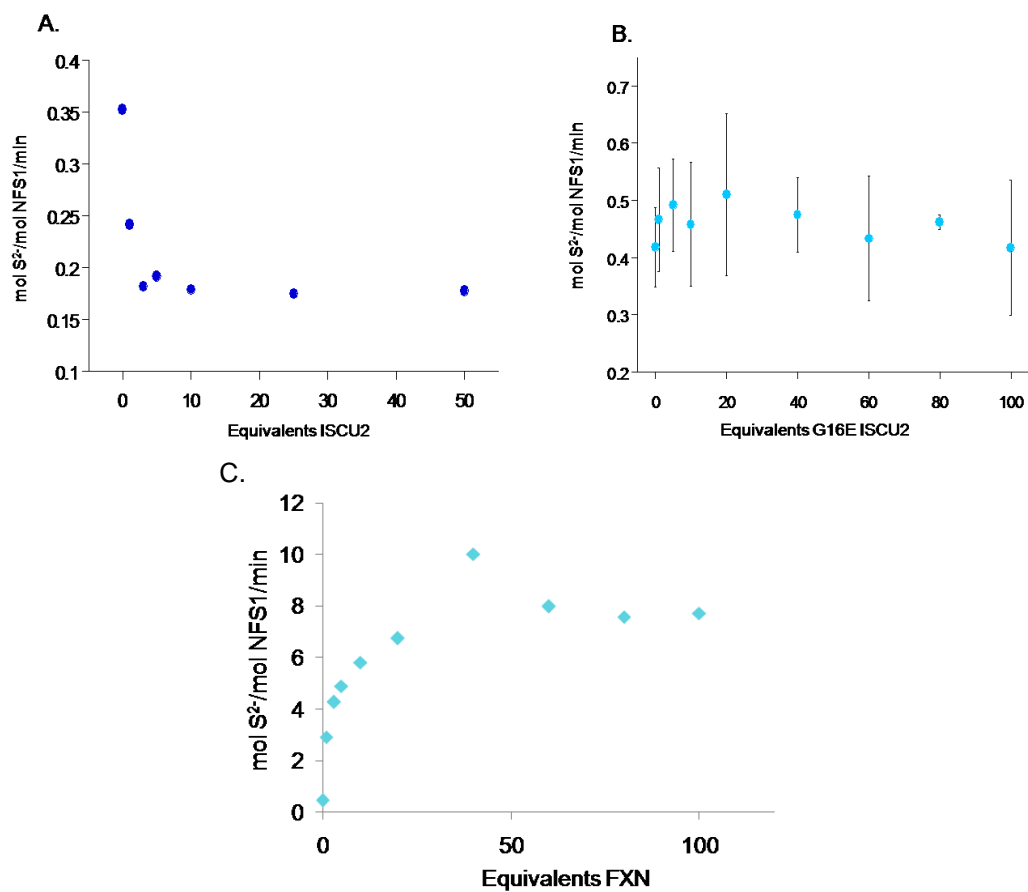 A.
0.4
0.35
0.3
0.25
0.2
0.15
0.1
mol S²⁻/mol NFS1/min
0 10 20 30 40 50
Equivalents ISCU2
B.
0.7
0.6
0.5
0.4
0.3
0.2
mol S²⁻/mol NFS1/min
0 20 40 60 80 100
Equivalents G16E ISCU2
C.
12
10
8
6
4
2
0
mol S²⁻/mol NFS1/min
0 50 100
Equivalents FXN